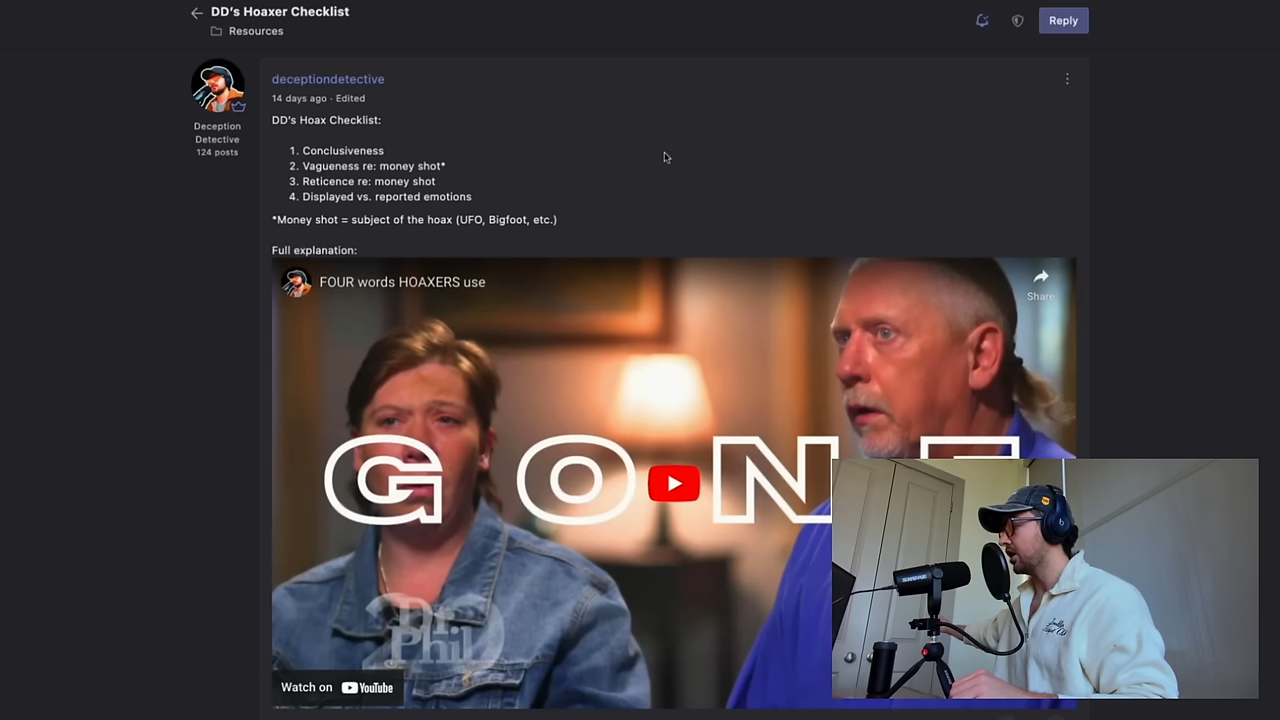 DD's Hoaxer Checklist
Resources
Reply
deceptiondetective
14 days ago · Edited
Deception
Detective
124 posts
DD's Hoax Checklist:
1. Conclusiveness
2. Vagueness re: money shot*
3. Reticence re: money shot
4. Displayed vs. reported emotions
*Money shot = subject of the hoax (UFO, Bigfoot, etc.)
Full explanation:
FOUR words HOAXERS use
Share
GONE
Dr. Phil
Watch on YouTube
SHURE